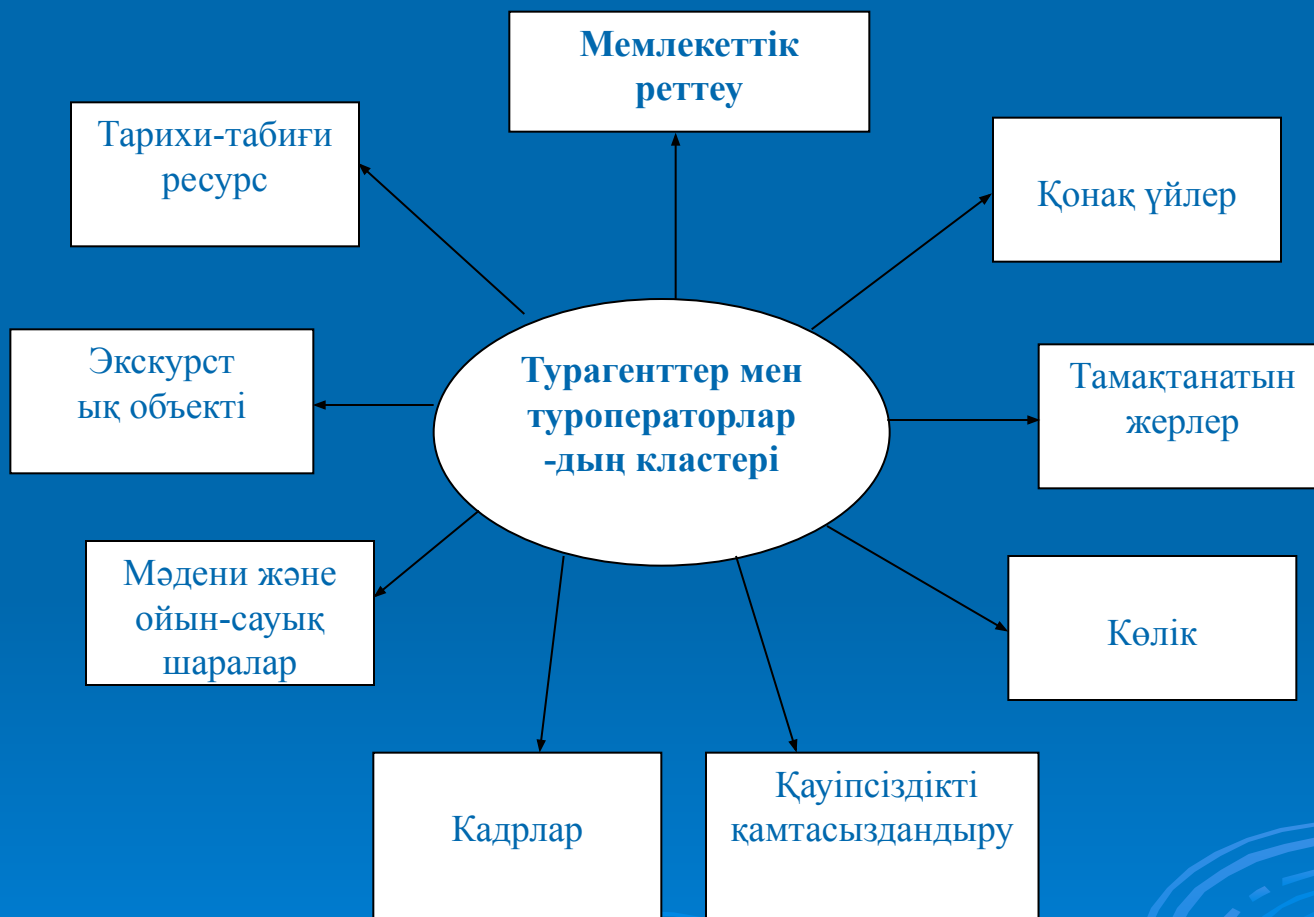 Мемлекеттік
реттеу
Тарихи-табиғи
ресурс
Қонақ үйлер
Экскурст
ық объекті
Турагенттер мен
туроператорлар
-дың кластері
Тамақтанатын
жерлер
Мәдени және
ойын-сауық
шаралар
Көлік
Кадрлар
Қауіпсіздікті
қамтасыздандыру